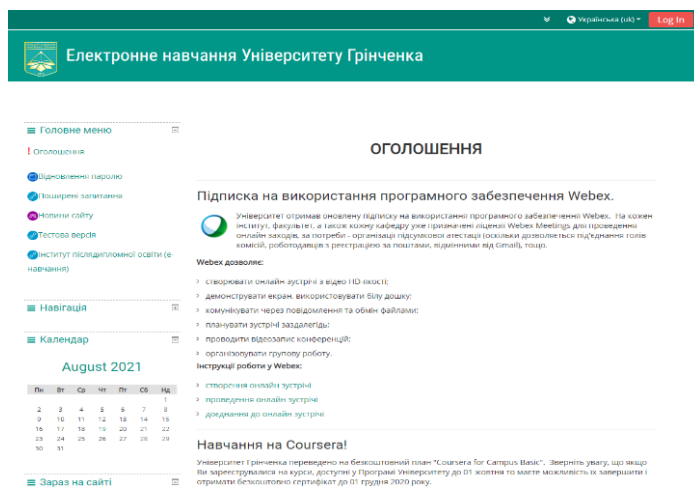 Українська (uk)
Log In
Електронне навчання Університету Грінченка
Головне меню
! Оголошення
Відновлення паролю
Поширені запитання
Новини сайту
Тестова версія
Інститут післядипломної освіти (е-
навчання)
Навігація
Календар
August 2021
Пн Вт Ср Чт Пт Сб Нд
1
2 3 4 5 6 7 8
9 10 11 12 13 14 15
16 17 18 19 20 21 22
23 24 25 26 27 28 29
30 31
Зараз на сайті
ОГОЛОШЕННЯ
Підписка на використання програмного забезпечення Webex.
Університет отримав оновлену підписку на використання програмного забезпечення Webex. На кожен
інститут, факультет, а також кожну кафедру уже призначені ліцензії Webex Meetings для проведення
онлайн заходів, за потреби - організації підсумкової атестації (оскільки дозволяється під'єднання голів
комісій, роботодавців з реєстрацією за поштами, відмінними від Gmail), тощо.
Webex дозволяє:
› створювати онлайн зустрічі з відео HD-якості;
› демонструвати екран, використовувати білу дошку;
› комунікувати через повідомлення та обмін файлами;
› планувати зустрічі заздалегідь;
› проводити відеозапис конференцій;
› організовувати групову роботу.
Інструкції роботи у Webex:
› створення онлайн зустрічі
› проведення онлайн зустрічі
› доєднання до онлайн зустрічі
Навчання на Coursera!
Університет Грінченка переведено на безкоштовний план "Coursera for Campus Basic". Зверніть увагу, що якщо
Ви зареєструвалися на курси, доступні у Програмі Університету до 01 жовтня то маєте можливість їх завершити і
отримати безкоштовно сертифікат до 01 грудня 2020 року.